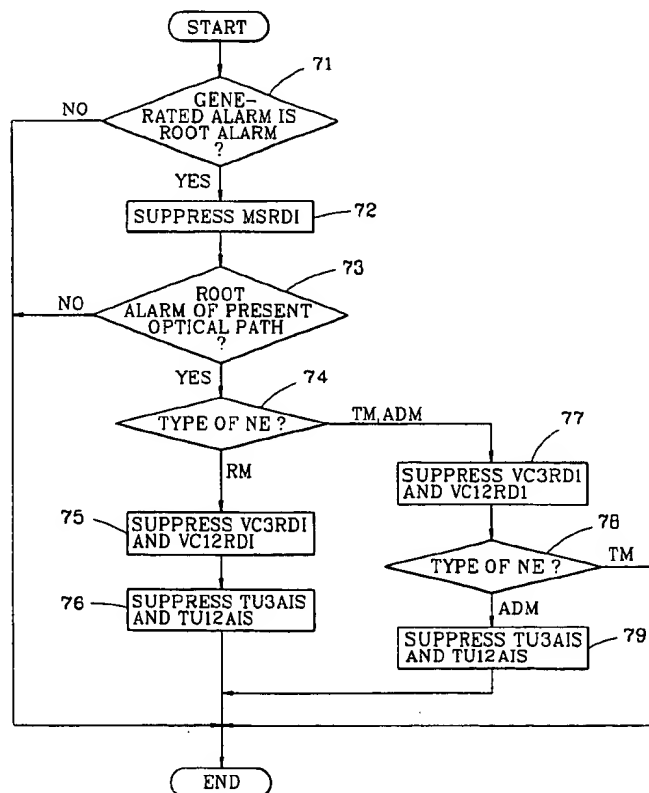 START
71
GENE-
RATED ALARM IS
ROOT ALARM
?
NO
YES
SUPPRESS MSRDI
72
73
ROOT
ALARM OF PRESENT
OPTICAL PATH
?
NO
YES
74
TYPE OF NE ?
TM,ADM
RM
77
SUPPRESS VC3RD1
AND VC12RD1
75
SUPPRESS VC3RDI
AND VC12RDI
78
TYPE OF NE ?
TM
ADM
76
SUPPRESS TU3AIS
AND TU12AIS
SUPPRESS TU3AIS
AND TU12AIS
79
END